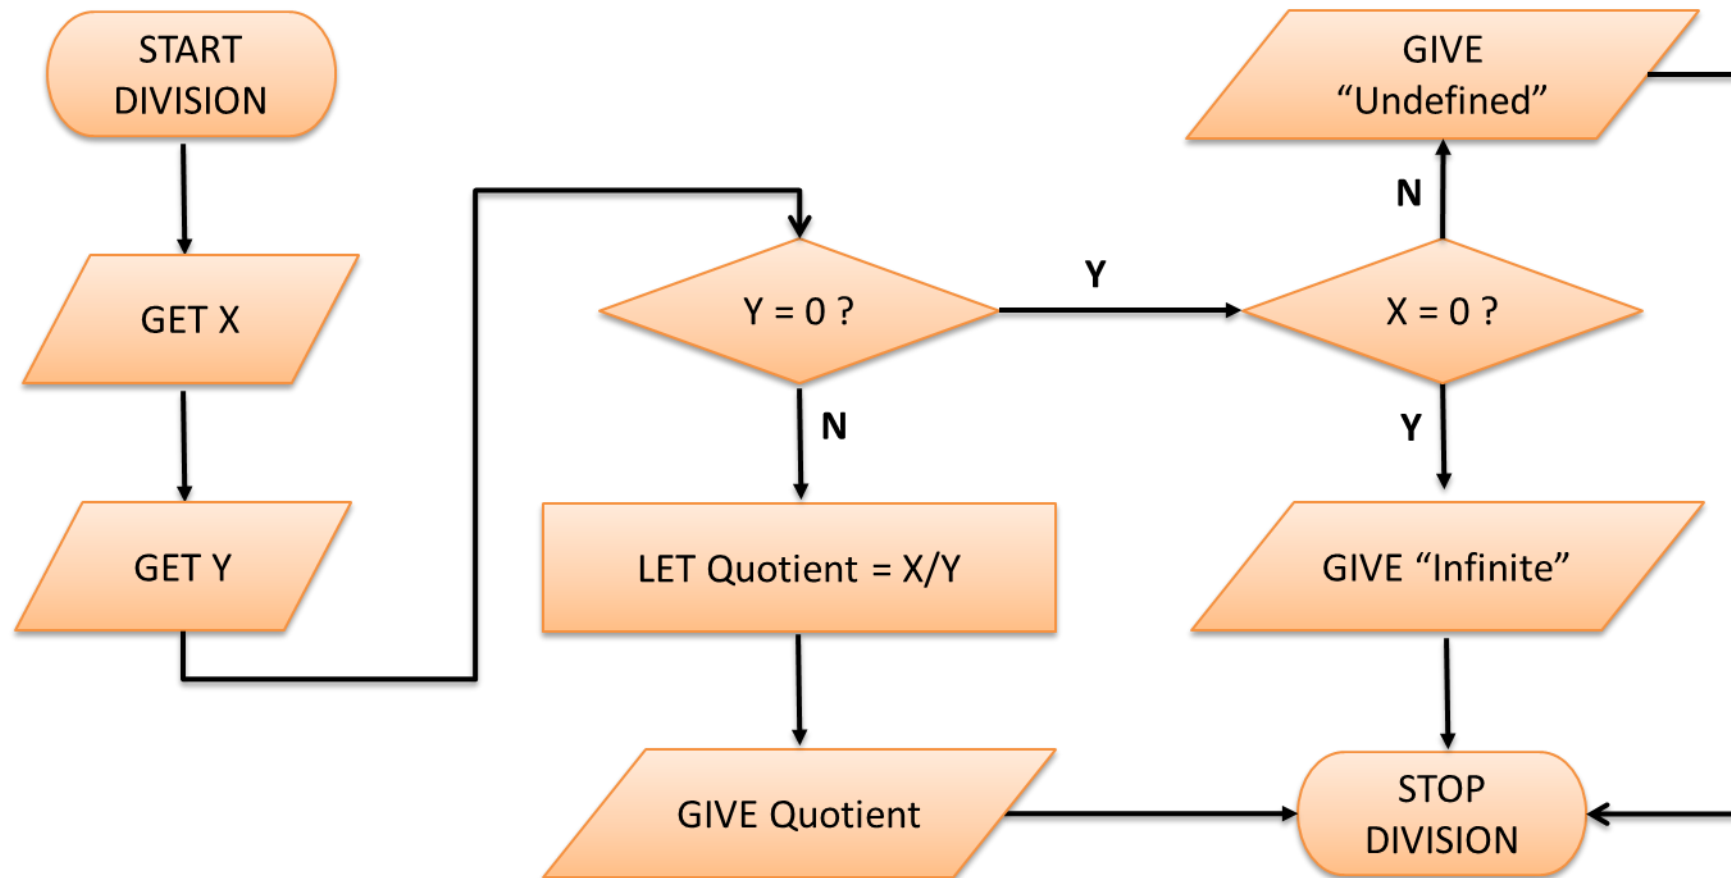 START
DIVISION
GET X
GET Y
Y = 0 ?
N
LET Quotient = X/Y
GIVE Quotient
Y
X = 0 ?
N
GIVE
“Undefined”
Y
GIVE “Infinite”
STOP
DIVISION